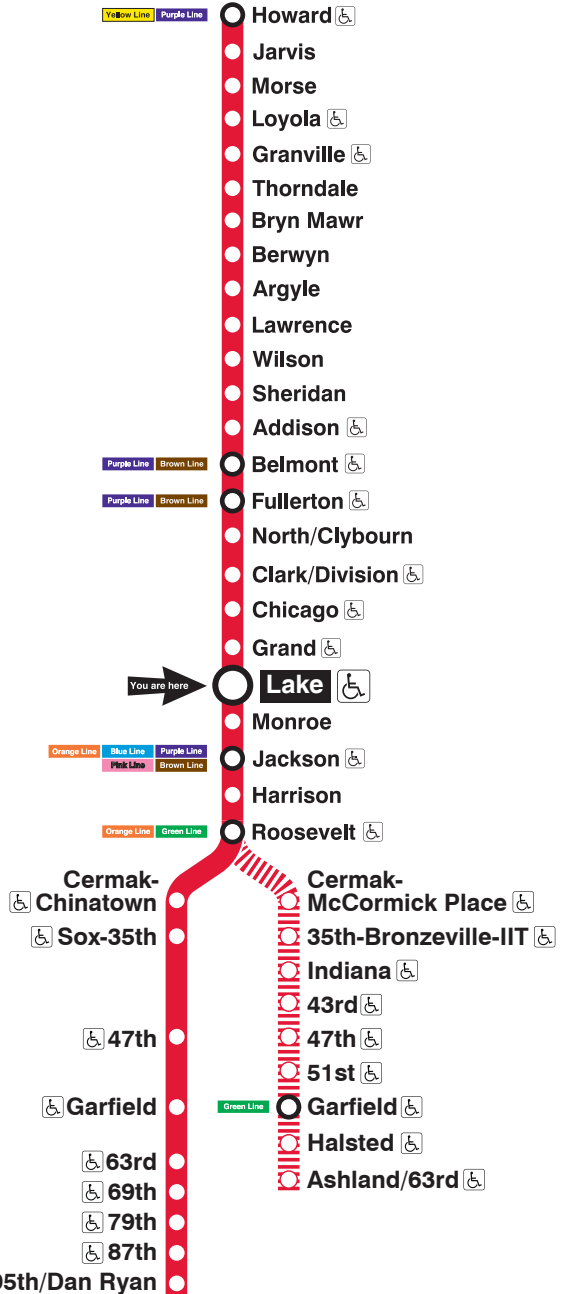 Yellow Line Purple Line Howard
Jarvis
Morse
Loyola
Granville
Thorndale
Bryn Mawr
Berwyn
Argyle
Lawrence
Wilson
Sheridan
Addison
Purple Line Brown Line Belmont
Purple Line Brown Line Fullerton
North/Clybourn
Clark/Division
Chicago
Grand
You are here Lake
Monroe
Orange Line Blue Line Purple Line
Pink Line Brown Line
Jackson
Harrison
Orange Line Green Line Roosevelt
Cermak-
Chinatown
Sox-35th
47th
Garfield
63rd
69th
79th
87th
95th/Dan Ryan
Cermak-
McCormick Place
35th-Bronzeville-IIT
Indiana
43rd
47th
51st
Green Line Garfield
Halsted
Ashland/63rd